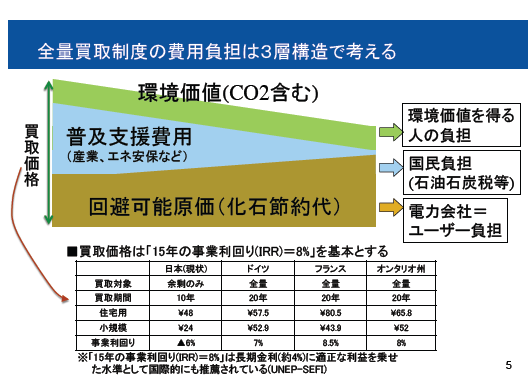 全量買取制度の費用負担は３層構造で考える
環境価値(CO2含む)
普及支援費用
(産業、エネ安保など)
回避可能原価（化石節約代）
買取価格
環境価値を得る
人の負担
国民負担
(石油石炭税等)
電力会社＝
ユーザー負担
■買取価格は「15年の事業利回り(IRR)＝8%」を基本とする
日本(現状) ドイツ フランス オンタリオ州
買取対象 余剰のみ 全量 全量 全量
買取期間 10年 20年 20年 20年
住宅用 ¥48 ¥57.5 ¥80.5 ¥65.8
小規模 ¥24 ¥52.9 ¥43.9 ¥52
事業利回り ▲6% 7% 8.5% 8%
※「15年の事業利回り(IRR)＝8%」は長期金利(約4%)に適正な利益を乗せ
た水準として国際的にも推薦されている(UNEP-SEFI)
5